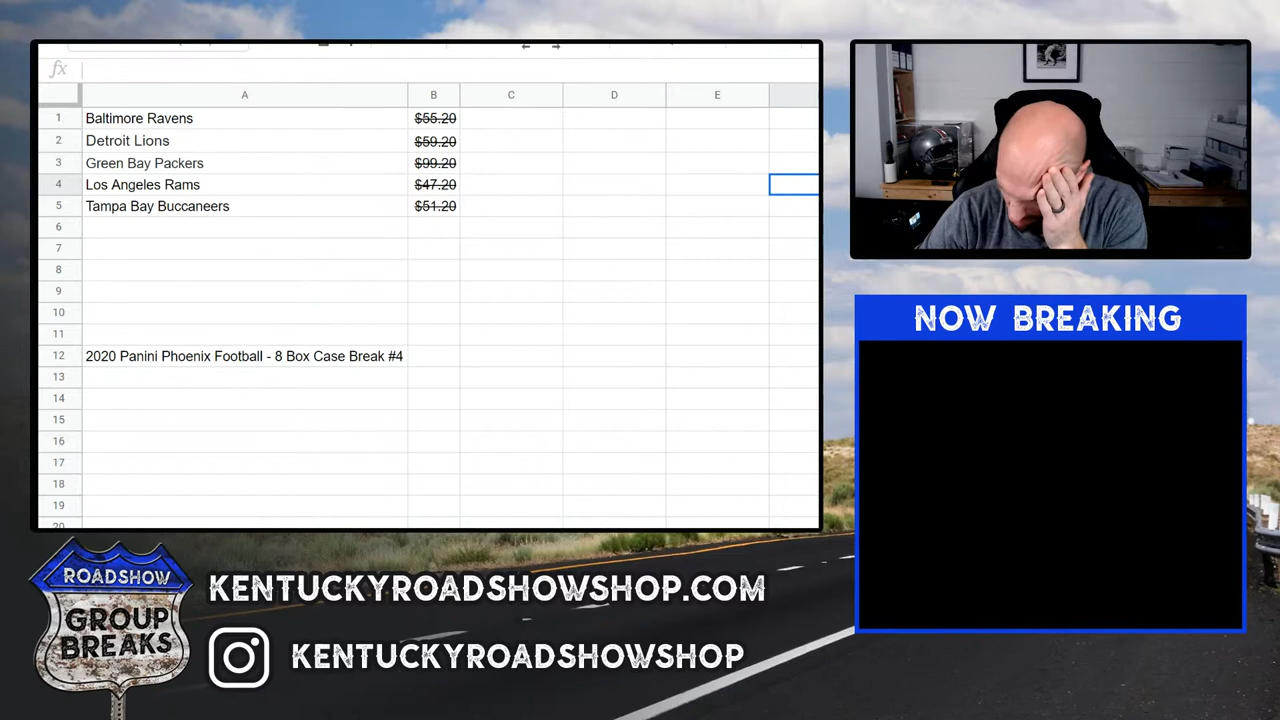 fx
A B C D E
1 Baltimore Ravens $55.20
2 Detroit Lions $59.20
3 Green Bay Packers $99.20
4 Los Angeles Rams $47.20
5 Tampa Bay Buccaneers $51.20
6
7
8
9
10
11
12 2020 Panini Phoenix Football - 8 Box Case Break #4
13
14
15
16
17
18
19
20
NOW BREAKING
ROADSHOW
GROUP
BREAKS
KENTUCKYROADSHOWSHOP.COM
KENTUCKYROADSHOWSHOP